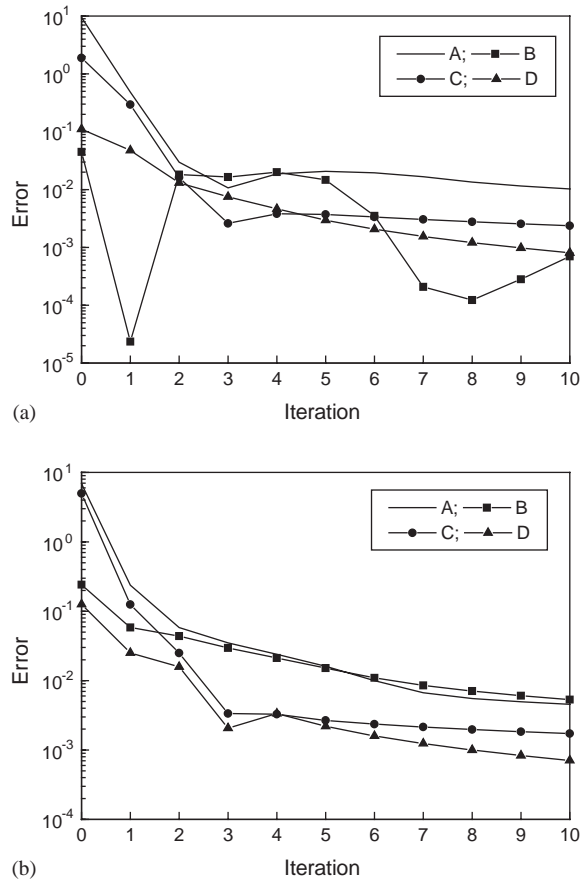 10^1
10^0
10^-1
10^-2
10^-3
10^-4
10^-5
Error
A; B
C; D
0 1 2 3 4 5 6 7 8 9 10
Iteration
(a)
10^1
10^0
10^-1
10^-2
10^-3
10^-4
Error
A; B
C; D
0 1 2 3 4 5 6 7 8 9 10
Iteration
(b)